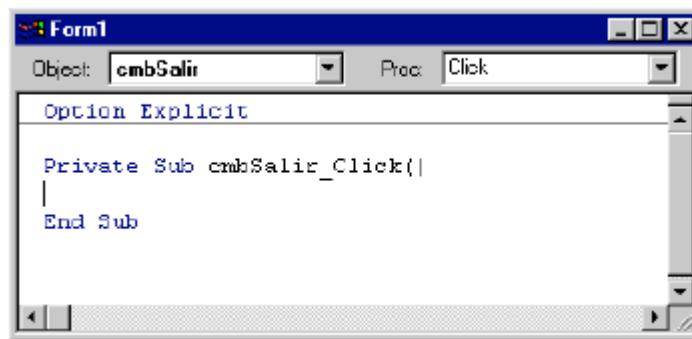 Form1
Object: cmbSalir Proc: Click
Option Explicit
Private Sub cmbSalir_Click()
End Sub